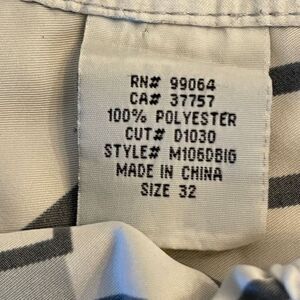 RN# 99064
CA# 37757
100% POLYESTER
CUT# D1030
STYLE# M106DBIG
MADE IN CHINA
SIZE 32